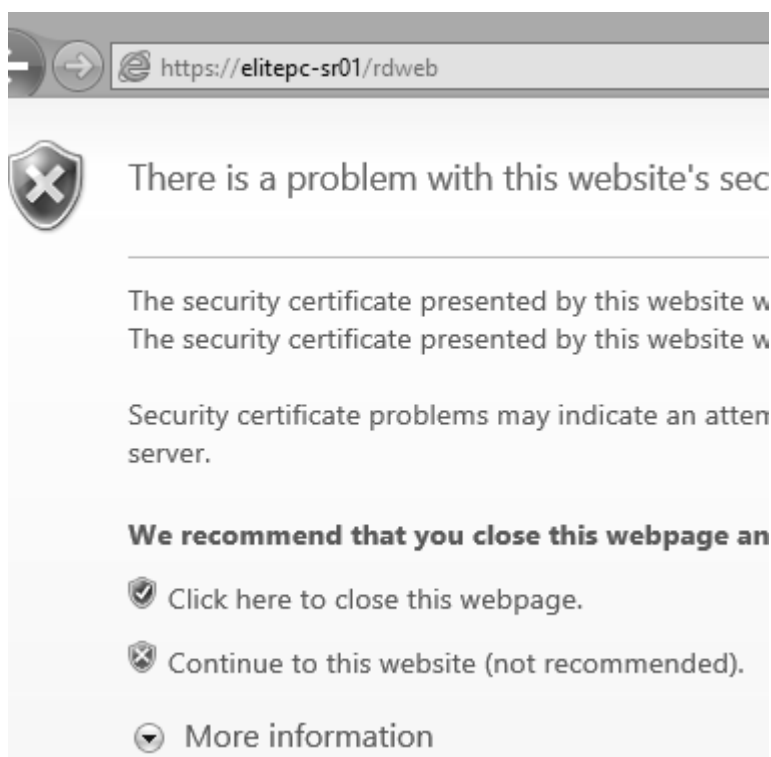 https://elitepc-sr01/rdweb
There is a problem with this website's sec
The security certificate presented by this website w
The security certificate presented by this website w
Security certificate problems may indicate an attem
server.
We recommend that you close this webpage an
Click here to close this webpage.
Continue to this website (not recommended).
More information